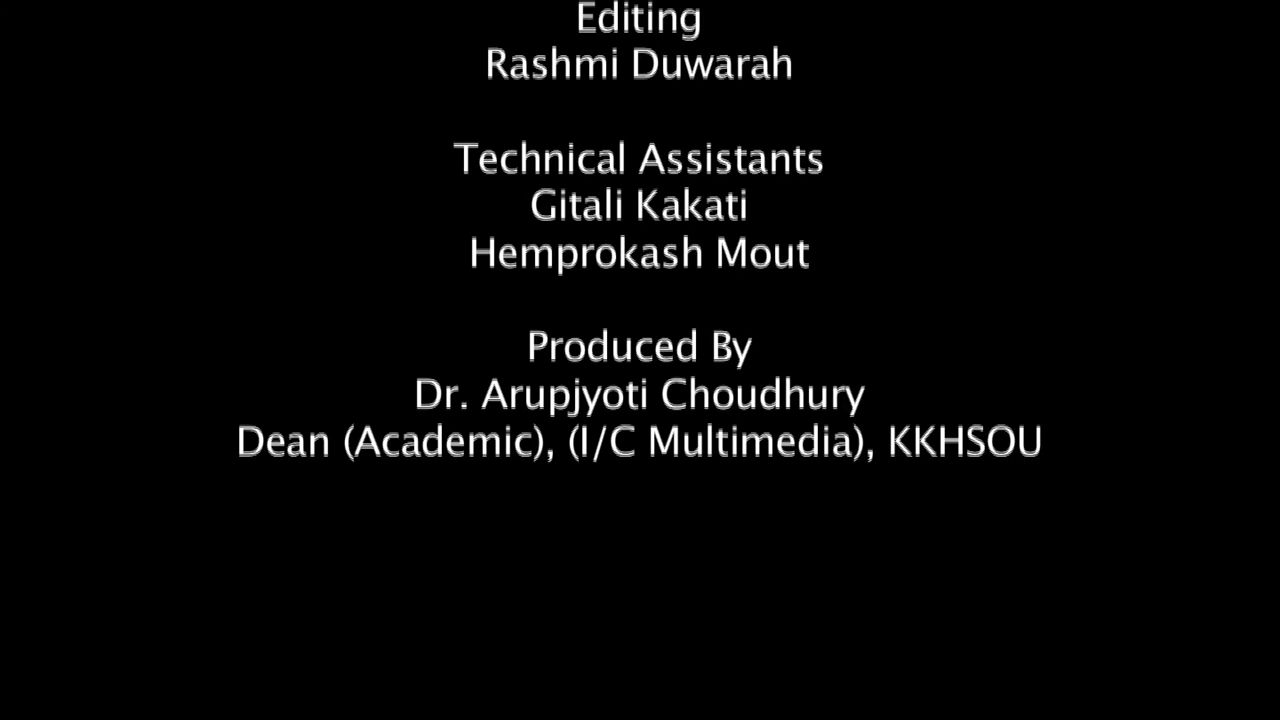 Editing
Rashmi Duwarah
Technical Assistants
Gitali Kakati
Hemprokash Mout
Produced By
Dr. Arupjyoti Choudhury
Dean (Academic), (I/C Multimedia), KKHSOU